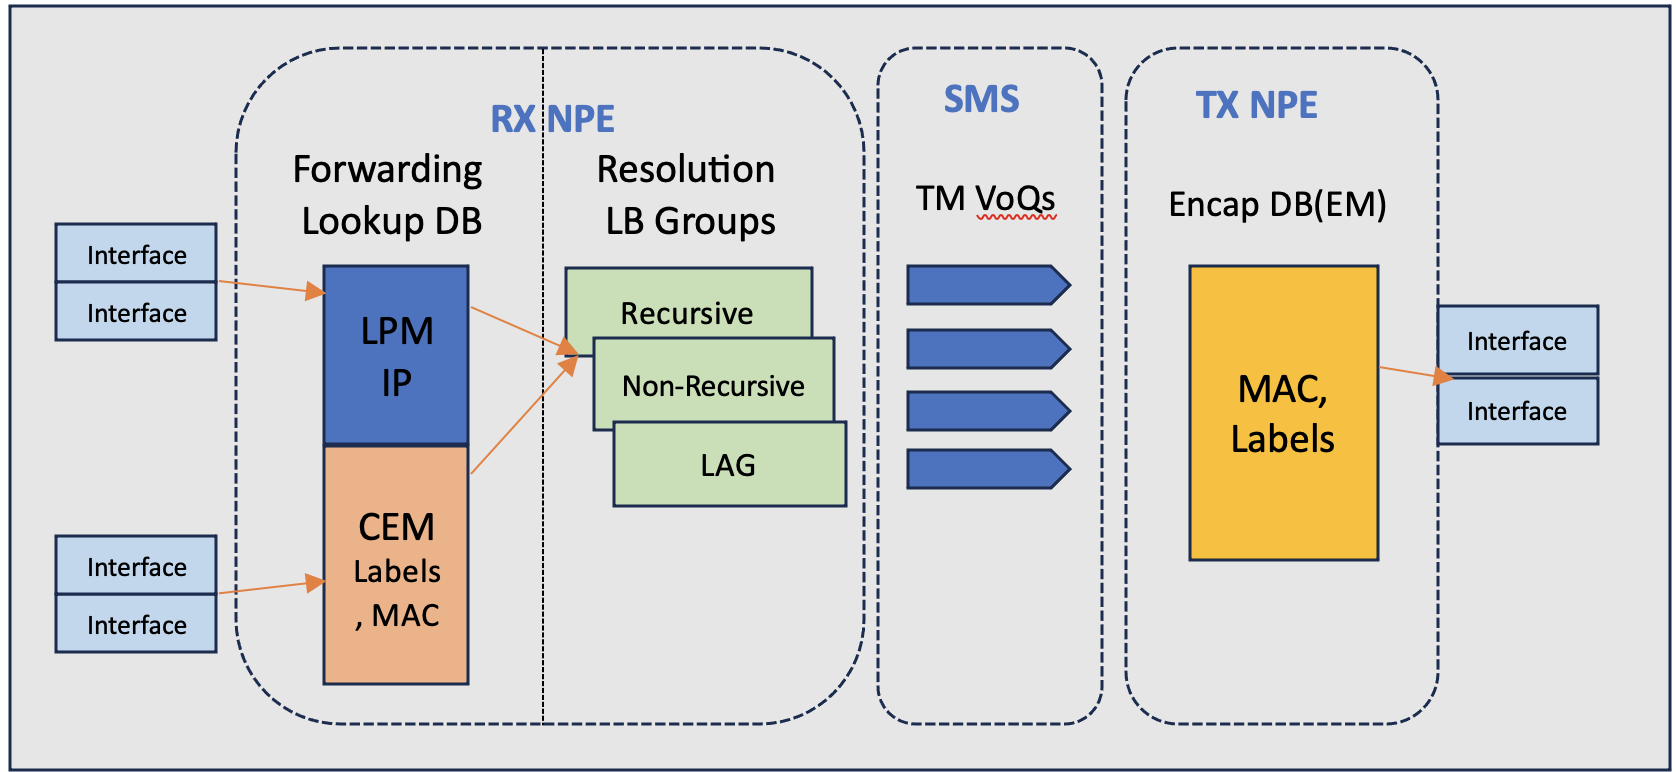 RX NPE
SMS
TX NPE
Forwarding
Lookup DB
Resolution
LB Groups
TM VoQs
Encap DB(EM)
Interface
Interface
Interface
Interface
LPM
IP
CEM
Labels
, MAC
Recursive
Non-Recursive
LAG
MAC,
Labels
Interface
Interface